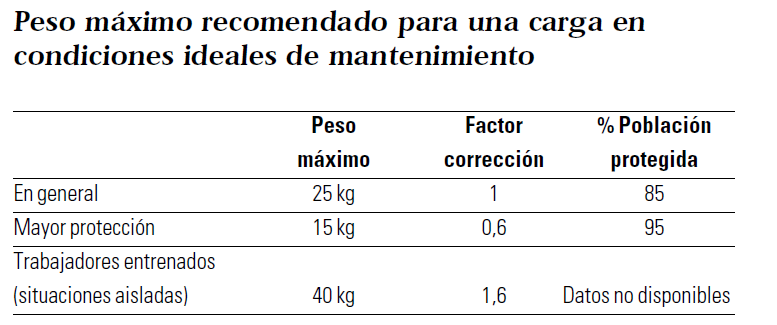 Peso máximo recomendado para una carga en
condiciones ideales de mantenimiento
Peso máximo Factor corrección % Población protegida
En general 25 kg 1 85
Mayor protección 15 kg 0,6 95
Trabajadores entrenados
(situaciones aisladas) 40 kg 1,6 Datos no disponibles